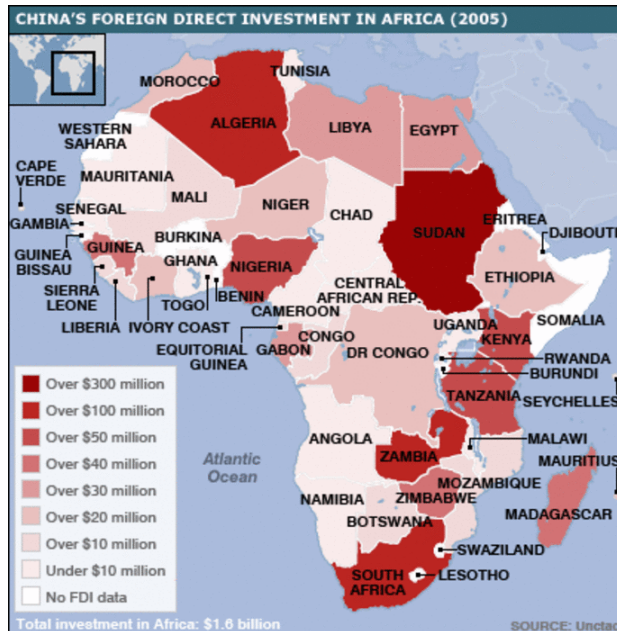 CHINA'S FOREIGN DIRECT INVESTMENT IN AFRICA (2005)
TUNISIA
MOROCCO
ALGERIA
LIBYA
EGYPT
WESTERN
SAHARA
CAPE
VERDE
MAURITANIA
MALI
NIGER
CHAD
SUDAN
ERITREA
DJIBOUTI
SENEGAL
GAMBIA
GUINEA
BISSAU
GUINEA
BURKINA
GHANA
NIGERIA
ETHIOPIA
SIERRA
LEONE
LIBERIA
IVORY COAST
TOGO
BENIN
CENTRAL
AFRICAN REP.
CAMEROON
EQUITORIAL
GUINEA
GABON
CONGO
DR CONGO
UGANDA
KENYA
SOMALIA
RWANDA
BURUNDI
TANZANIA
SEYCHELLES
ANGOLA
ZAMBIA
MALAWI
MOZAMBIQUE
MAURITIUS
ZIMBABWE
MADAGASCAR
NAMIBIA
BOTSWANA
SWAZILAND
SOUTH
AFRICA
LESOTHO
Atlantic
Ocean
Over $300 million
Over $100 million
Over $50 million
Over $40 million
Over $30 million
Over $20 million
Over $10 million
Under $10 million
No FDI data
Total investment in Africa: $1.6 billion
SOURCE: Unctad